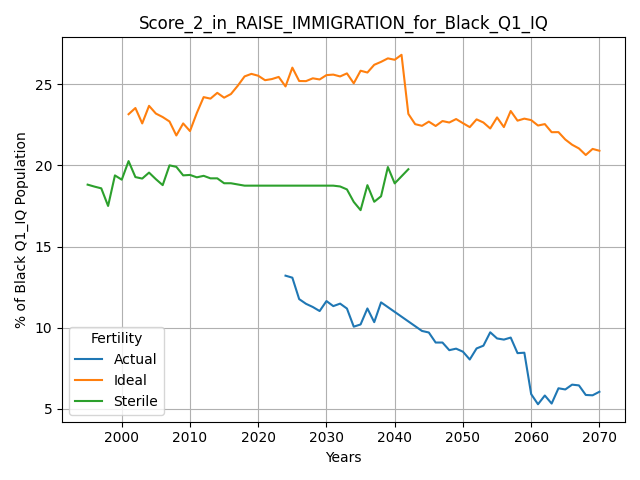 Score_2_in_RAISE_IMMIGRATION_for_Black_Q1_IQ
% of Black Q1_IQ Population
25
20
15
10
5
Fertility
Actual
Ideal
Sterile
2000 2010 2020 2030 2040 2050 2060 2070
Years